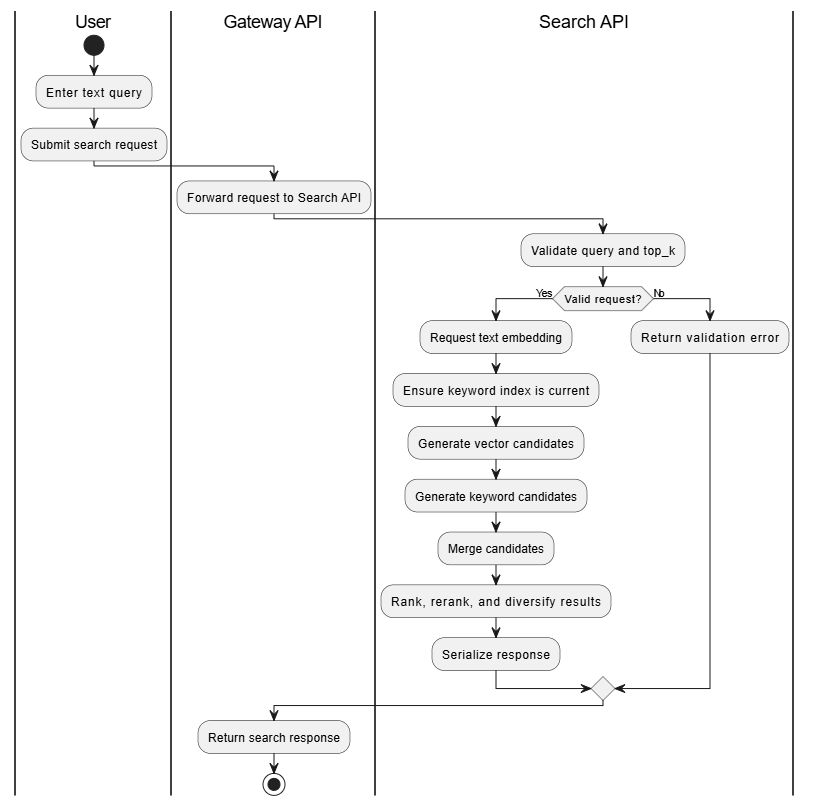 User
Gateway API
Search API
Enter text query
Submit search request
Forward request to Search API
Validate query and top_k
Yes
Valid request?
No
Request text embedding
Return validation error
Ensure keyword index is current
Generate vector candidates
Generate keyword candidates
Merge candidates
Rank, rerank, and diversify results
Serialize response
Return search response